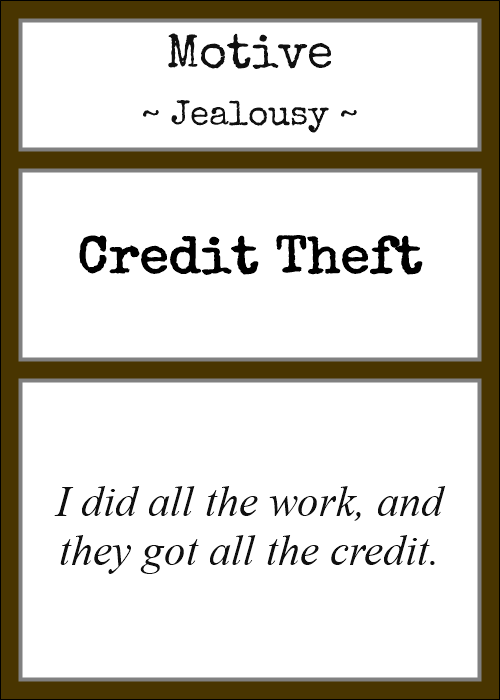 Motive
~ Jealousy ~
Credit Theft
I did all the work, and
they got all the credit.